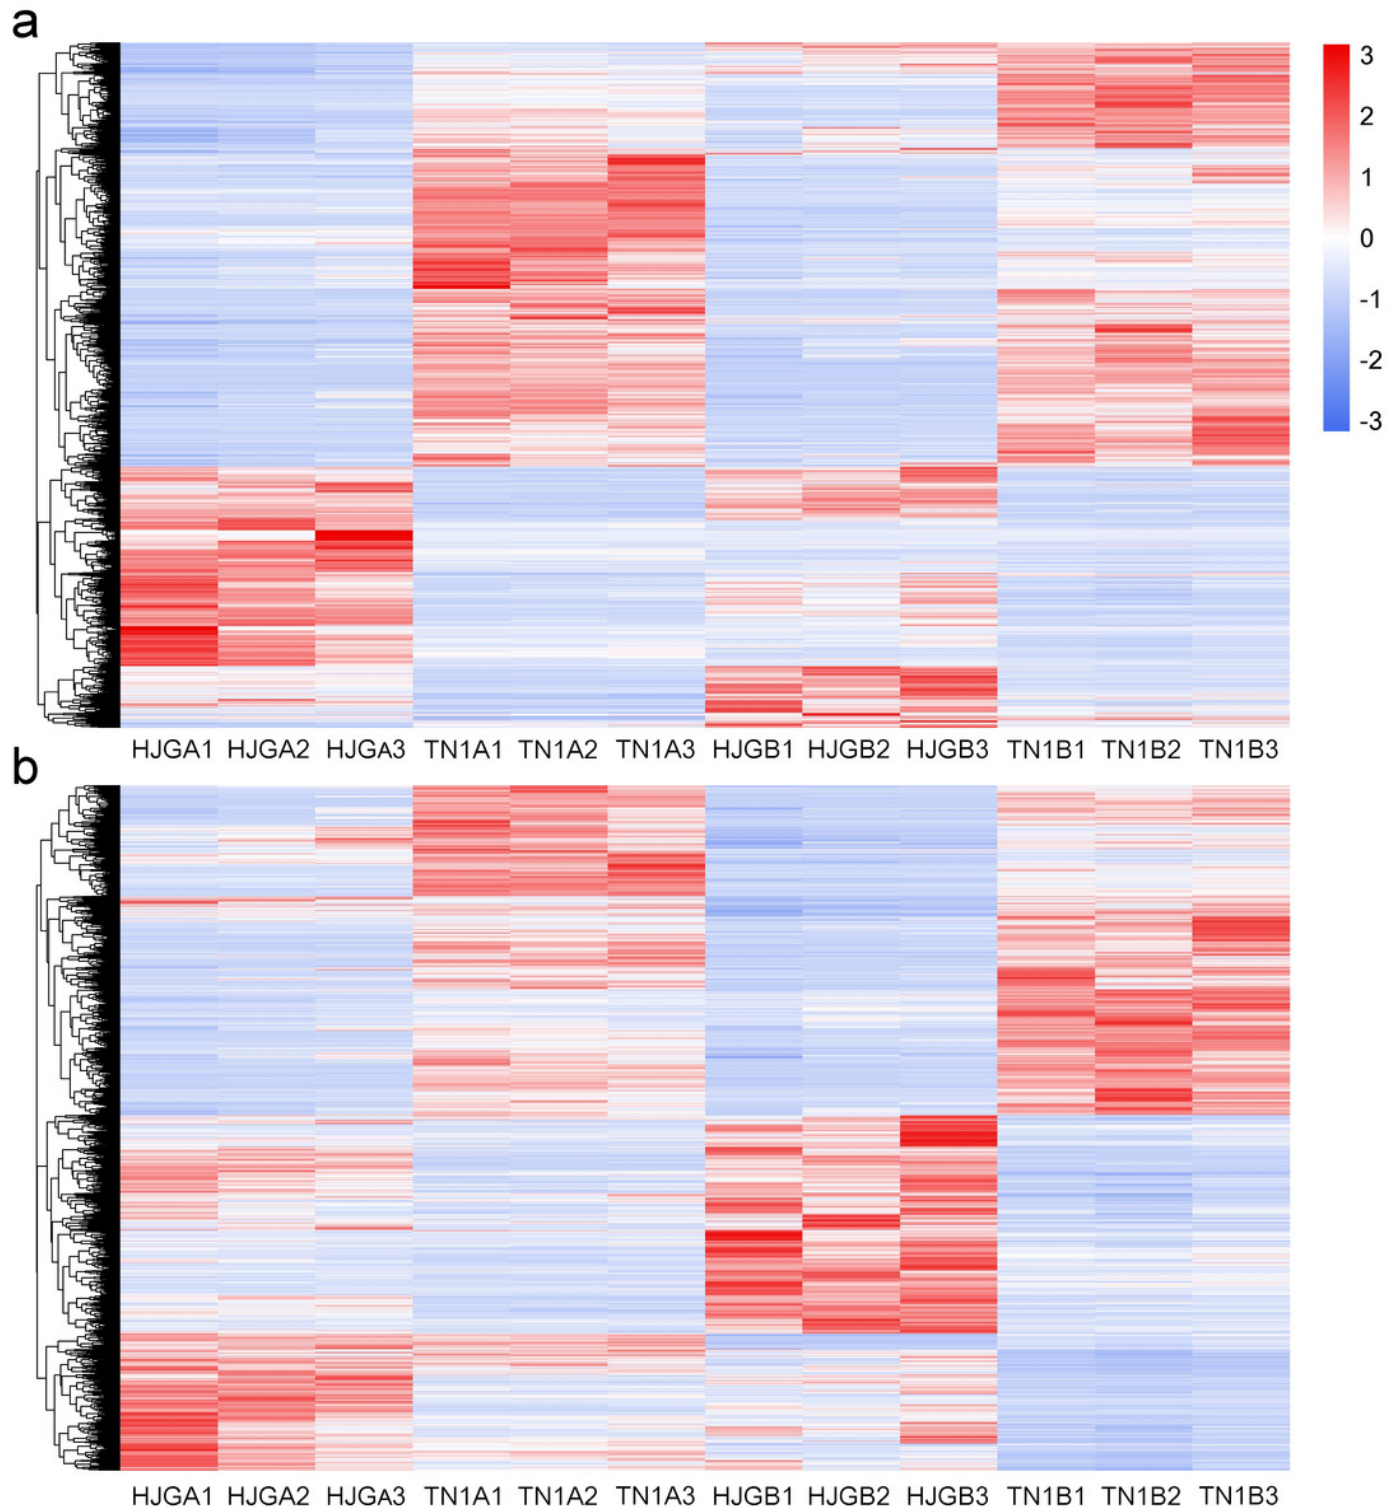 a
3
2
1
0
-1
-2
-3
HJGA1 HJGA2 HJGA3 TN1A1 TN1A2 TN1A3 HJGB1 HJGB2 HJGB3 TN1B1 TN1B2 TN1B3
b
HJGA1 HJGA2 HJGA3 TN1A1 TN1A2 TN1A3 HJGB1 HJGB2 HJGB3 TN1B1 TN1B2 TN1B3